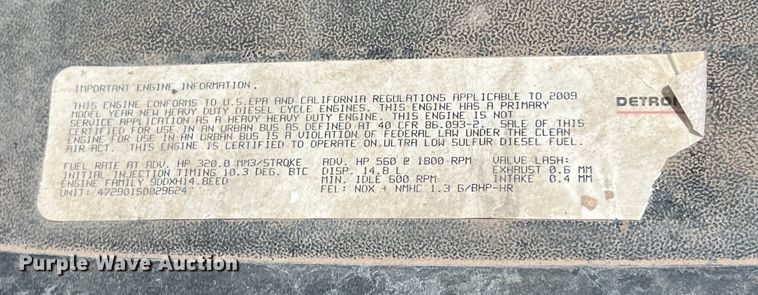 IMPORTANT ENGINE INFORMATION.
THIS ENGINE CONFORMS TO U.S.EPA AND CALIFORNIA REGULATIONS APPLICABLE TO 2009
MODEL YEAR NEW HEAVY DUTY DIESEL CYCLE ENGINES. THIS ENGINE HAS A PRIMARY
SERVICE APPLICATION AS A HEAVY HEAVY DUTY ENGINE. THIS ENGINE IS NOT
CERTIFIED FOR USE IN AN URBAN BUS AS DEFINED AT 40 CFR 86.093-2. SALE OF THIS
ENGINE FOR USE IN AN URBAN BUS IS A VIOLATION OF FEDERAL LAW UNDER THE CLEAN
AIR ACT. THIS ENGINE IS CERTIFIED TO OPERATE ON ULTRA LOW SULFUR DIESEL FUEL.
FUEL RATE AT ADV. HP 320.0 MM3/STROKE ADV. HP 560 @ 1800-RPM VALVE LASH:
INITIAL INJECTION TIMING 10.3 DEG. BTC DISP. 14.8 L EXHAUST 0.6 MM
ENGINE FAMILY 9DDXH14.8EED MIN. IDLE 600 RPM INTAKE 0.4 MM
UNIT: 472901S0029624 FEL: NOX + NMHC 1.3 G/BHP-HR
DETROI
Purple Wave Auction